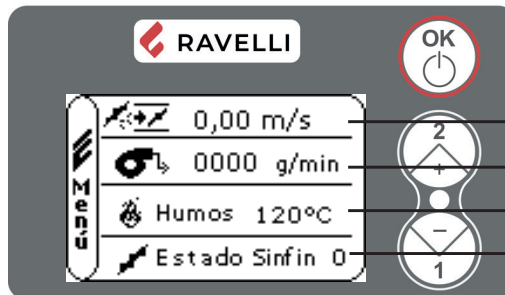 RAVELLI
OK
0,00 m/s
0000 g/min
Humos 120°C
Estado Sinfin 0
Menú
2
+
−
1